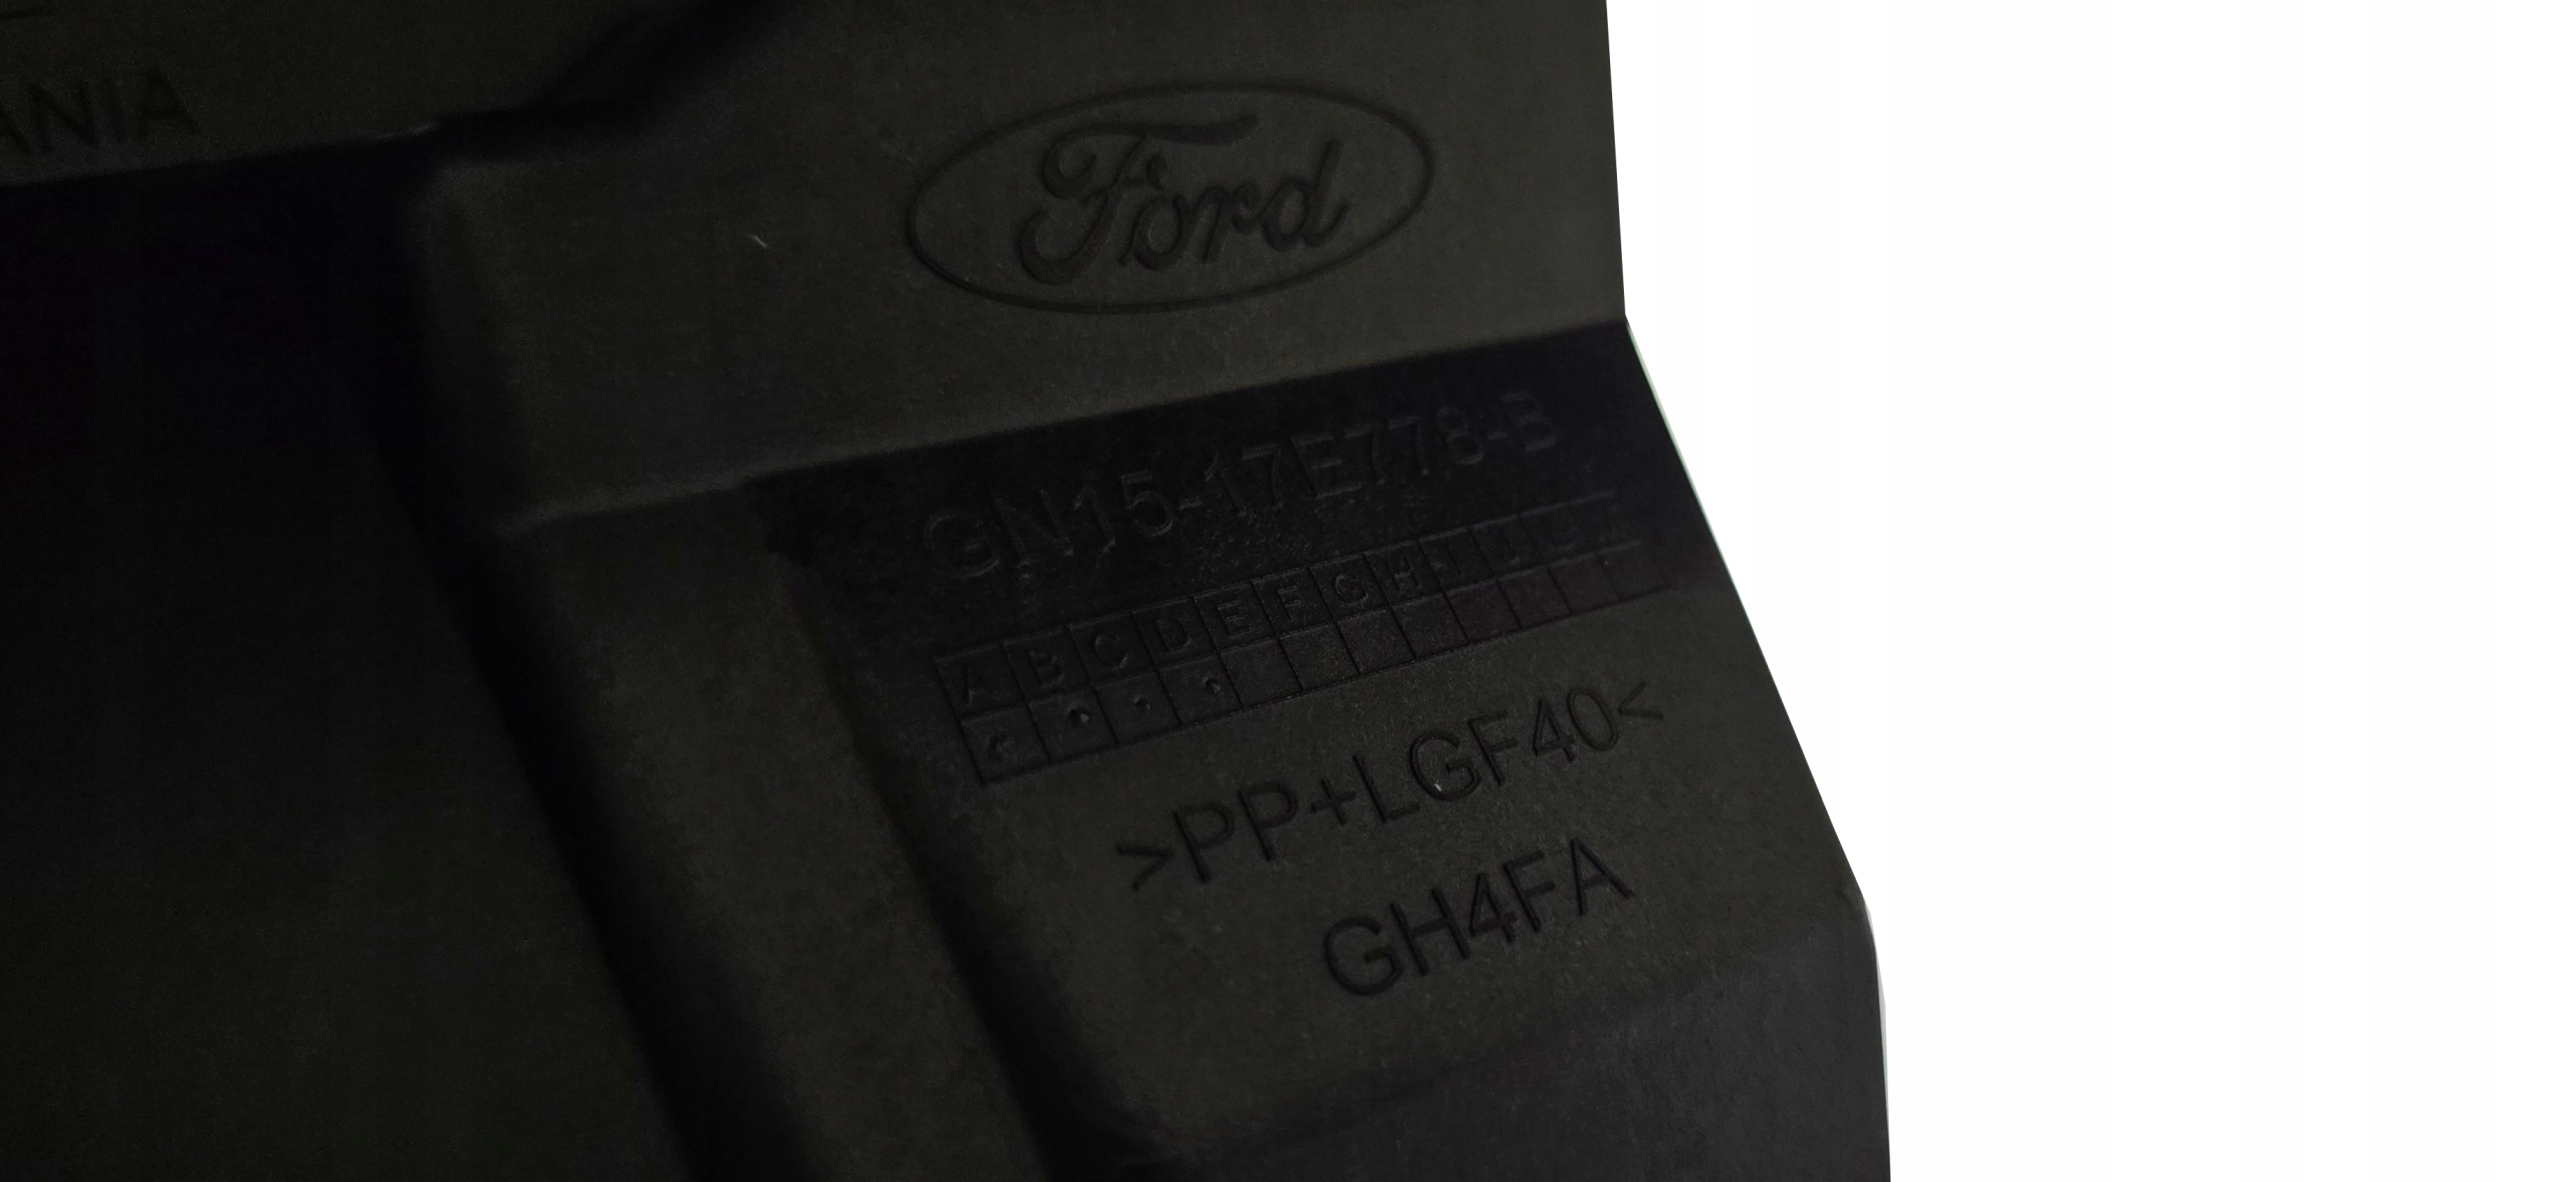 ANIA
Ford
GN15-17E778-B
A B C D E F G H
>PP+LGF40<
GH4FA